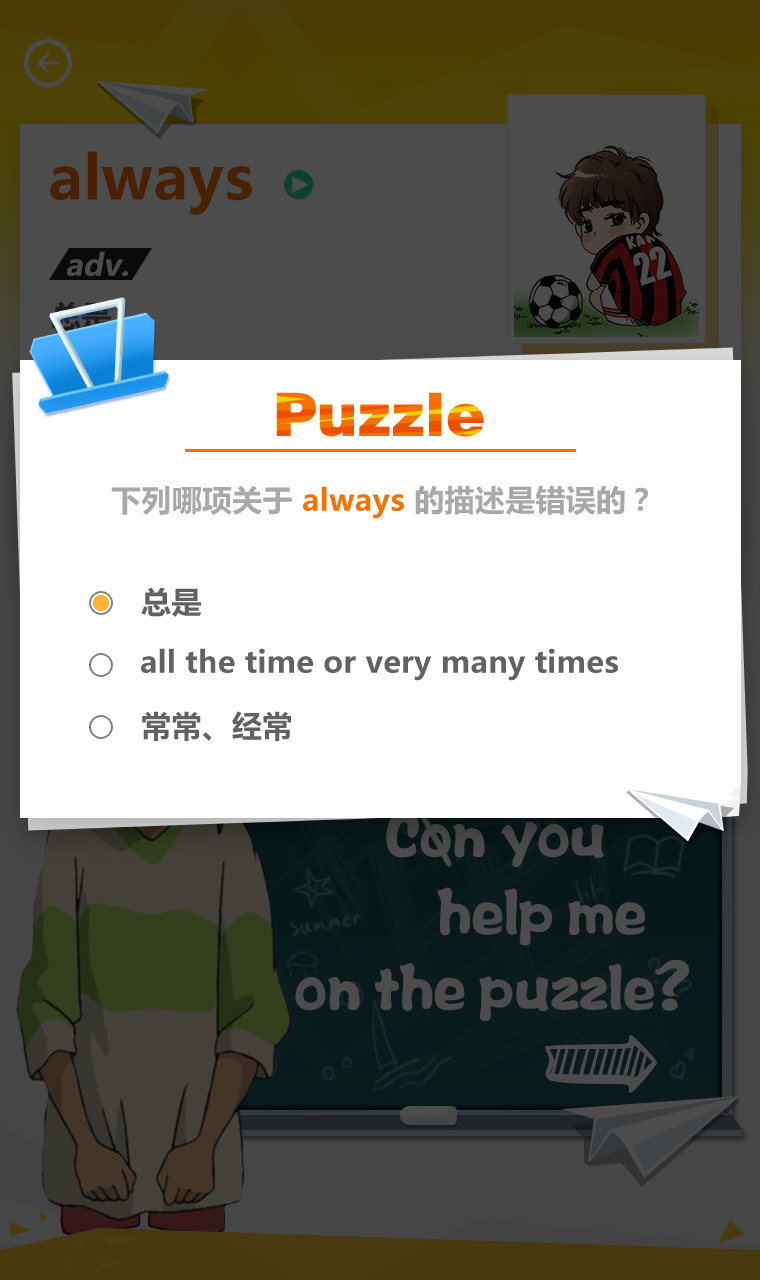 always
adv.
总是
KAKA
22
Puzzle
下列哪项关于 always 的描述是错误的？
总是
all the time or very many times
常常、经常
Can you
help me
summer
on the puzzle?